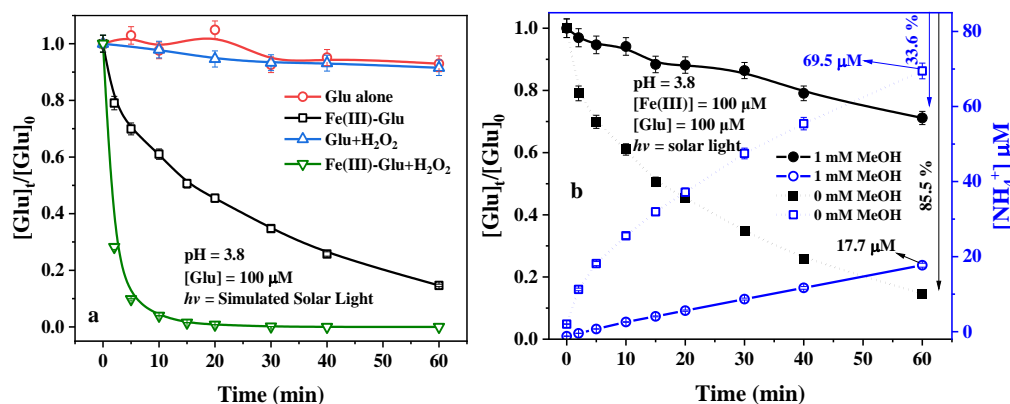 [Glu]t/[Glu]0
1.0
0.8
0.6
0.4
0.2
0.0
Glu alone
Fe(III)-Glu
Glu+H₂O₂
Fe(III)-Glu+H₂O₂
pH = 3.8
[Glu] = 100 μM
hv = Simulated Solar Light
a
0 10 20 30 40 50 60
Time (min)
[Glu]t/[Glu]0
1.0
0.8
0.6
0.4
0.2
0.0
pH = 3.8
[Fe(III)] = 100 μM
[Glu] = 100 μM
hv = solar light
b
69.5 μM
33.6 %
1 mM MeOH
1 mM MeOH
0 mM MeOH
0 mM MeOH
85.5 %
17.7 μM
0 10 20 30 40 50 60
Time (min)
80
60
40
20
0
[NH₄⁺] μM